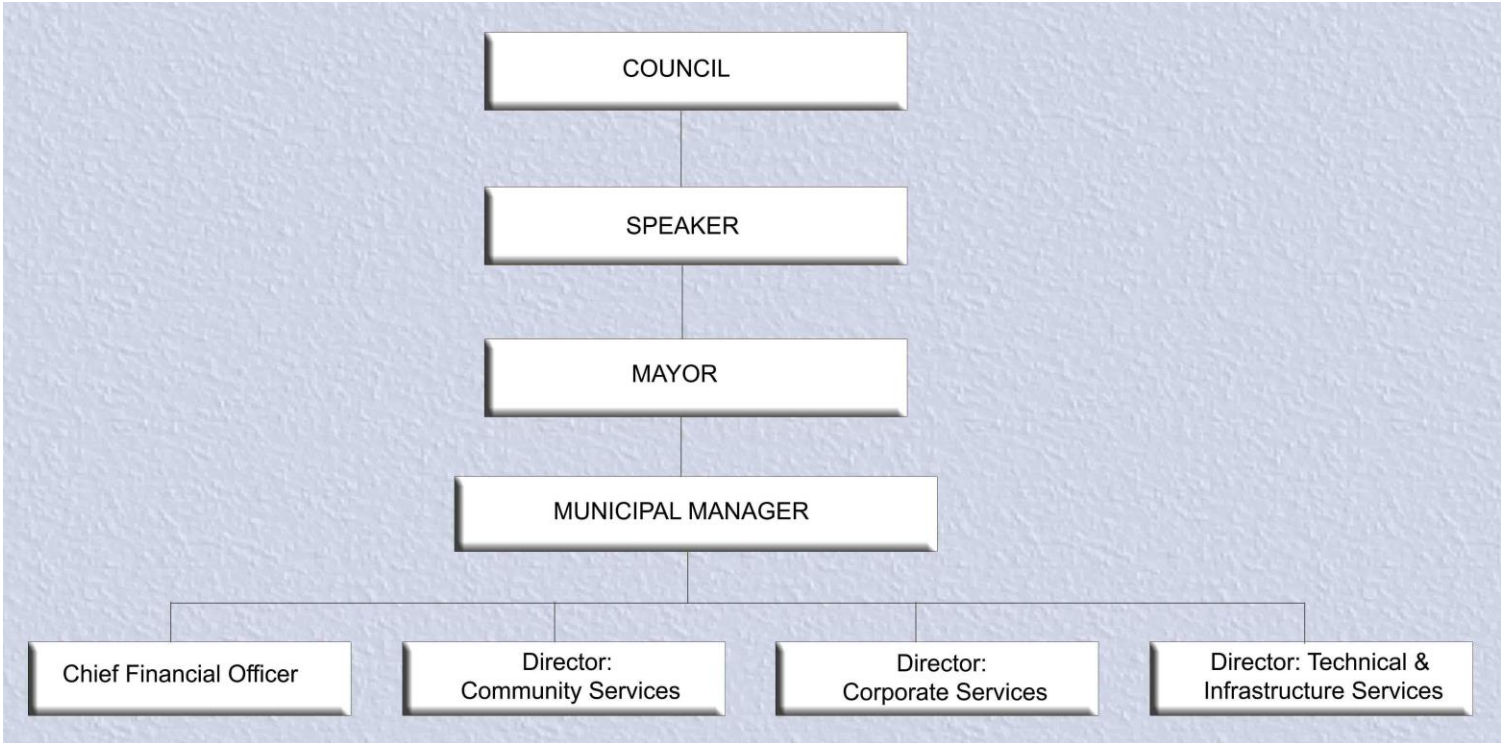 COUNCIL
SPEAKER
MAYOR
MUNICIPAL MANAGER
Chief Financial Officer
Director:
Community Services
Director:
Corporate Services
Director: Technical &
Infrastructure Services